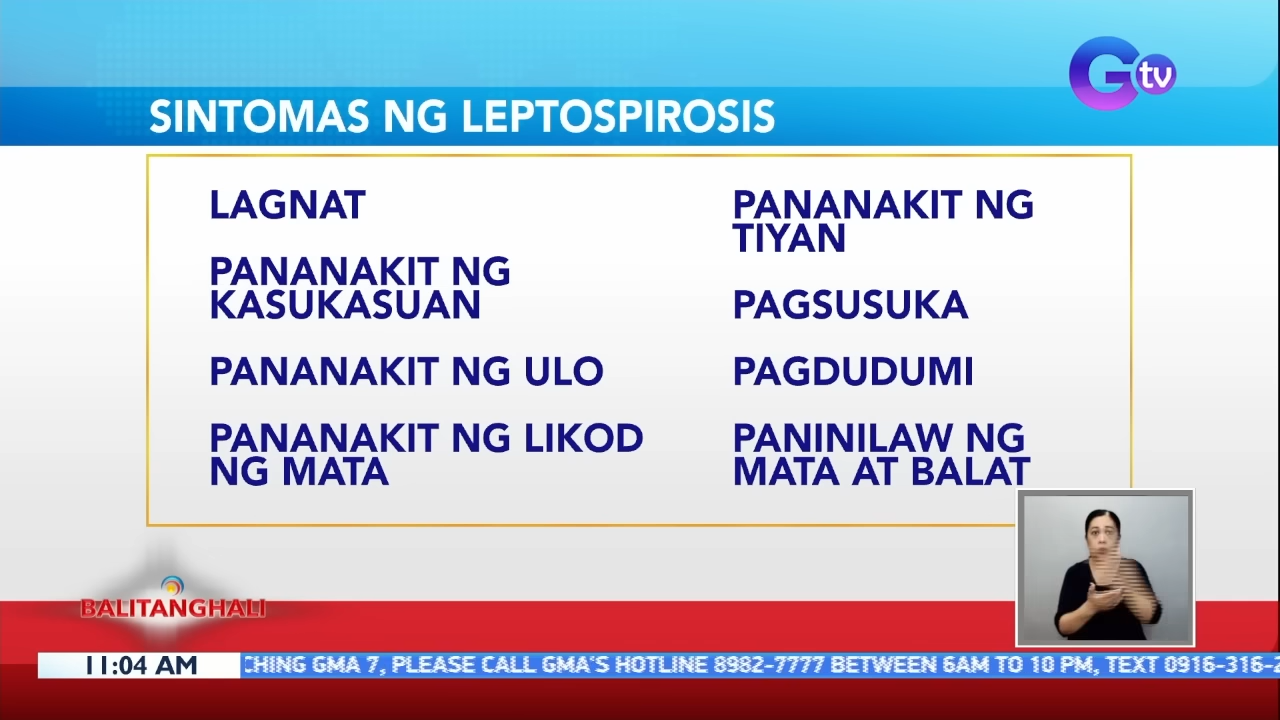 Gtv
SINTOMAS NG LEPTOSPIROSIS
LAGNAT
PANANAKIT NG
KASUKASUAN
PANANAKIT NG ULO
PANANAKIT NG LIKOD
NG MATA
PANANAKIT NG
TIYAN
PAGSUSUKA
PAGDUDUMI
PANINILAW NG
MATA AT BALAT
BALITANGHALI
11:04 AM
CHING GMA 7, PLEASE CALL GMA'S HOTLINE 8982-7777 BETWEEN 6AM TO 10 PM, TEXT 0916-316-2